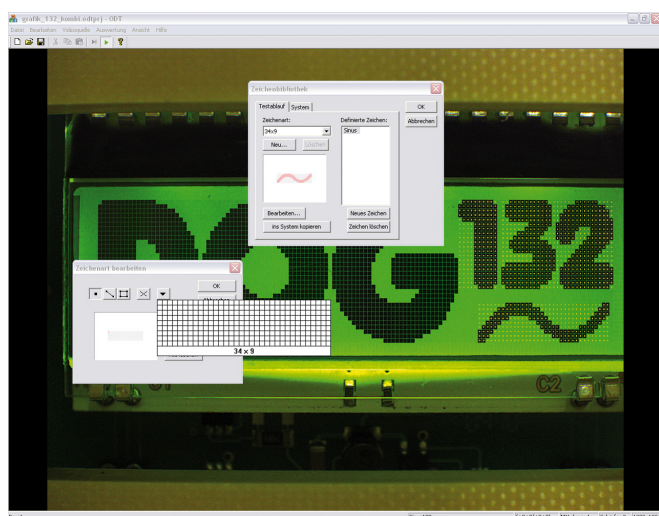 grafik_132_kombi.odtprj - ODT
Datei Bearbeiten Videoquelle Auswertung Ansicht Hilfe
Zeichenbibliothek
Testablauf System
OK
Abbrechen
Zeichenart:
Definierte Zeichen:
34x9
Sinus
Neu...
Löschen
Bearbeiten...
Neues Zeichen
ins System kopieren
Zeichen löschen
DOG 132
Zeichenart bearbeiten
OK
34 x 9
C2